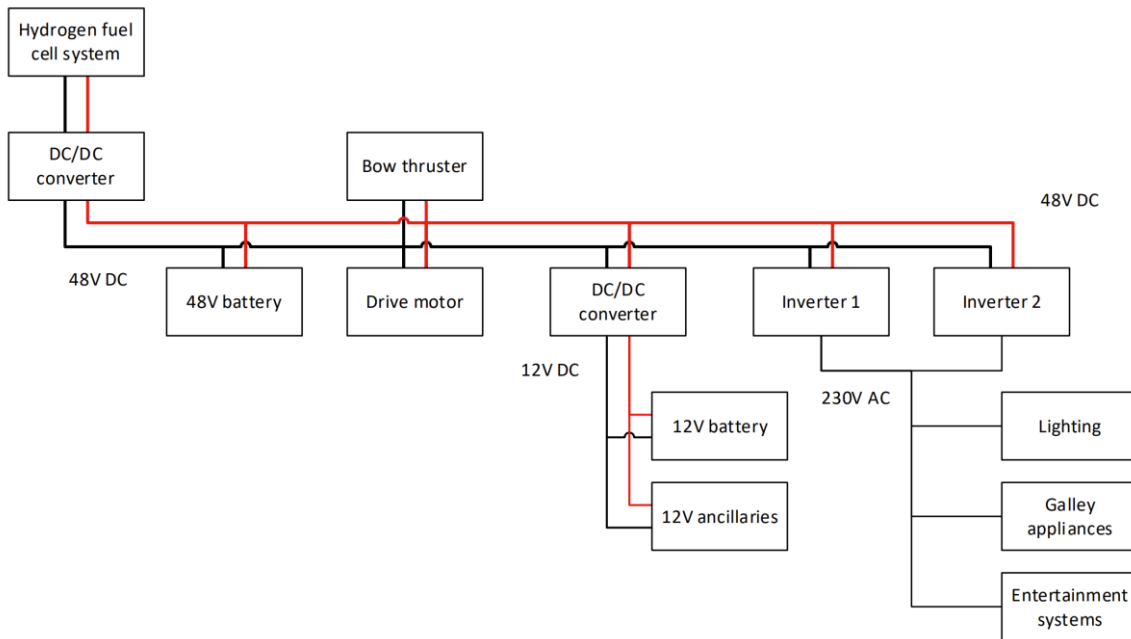 Hydrogen fuel
cell system
DC/DC
converter
Bow thruster
48V DC
48V DC
48V battery
Drive motor
DC/DC
converter
Inverter 1
Inverter 2
12V DC
230V AC
12V battery
Lighting
12V ancillaries
Galley
appliances
Entertainment
systems